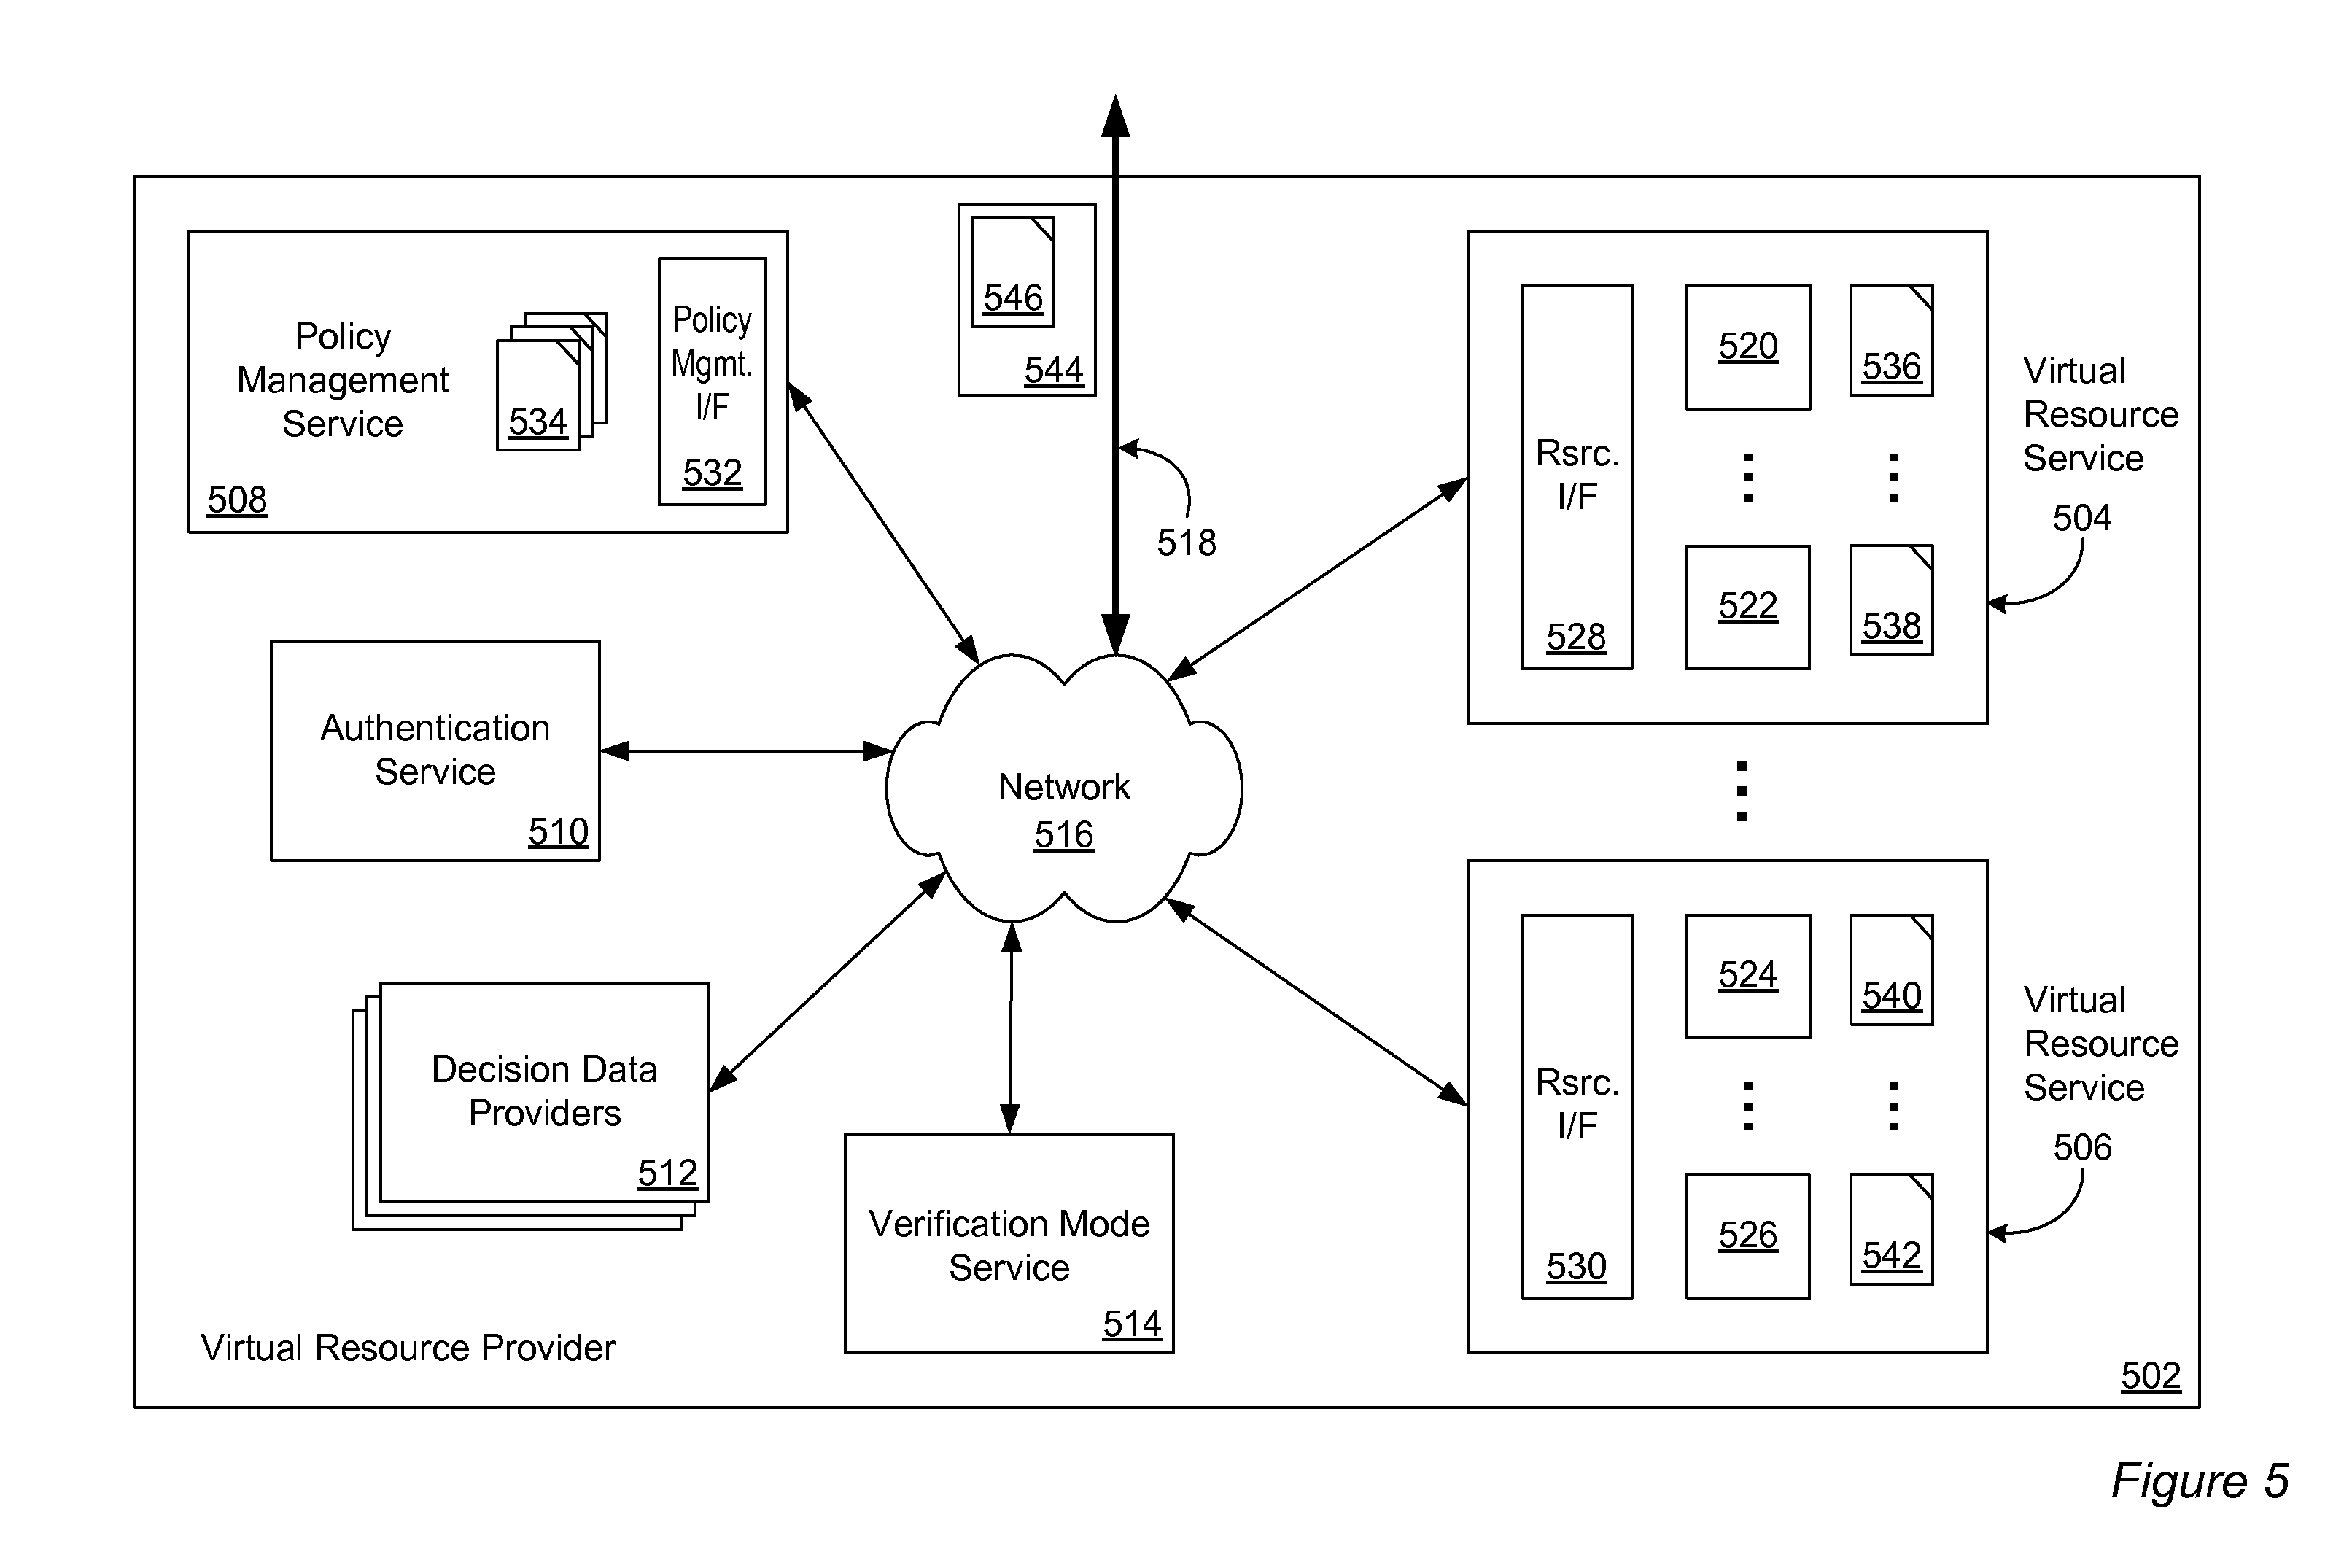 Policy
Management
Service
508
534
Policy
Mgmt.
I/F
532
546
544
518
Rsrc.
I/F
528
520
522
536
538
Virtual
Resource
Service
504
Authentication
Service
510
Network
516
Decision Data
Providers
512
Verification Mode
Service
514
Rsrc.
I/F
530
524
526
540
542
Virtual
Resource
Service
506
Virtual Resource Provider
502
Figure 5